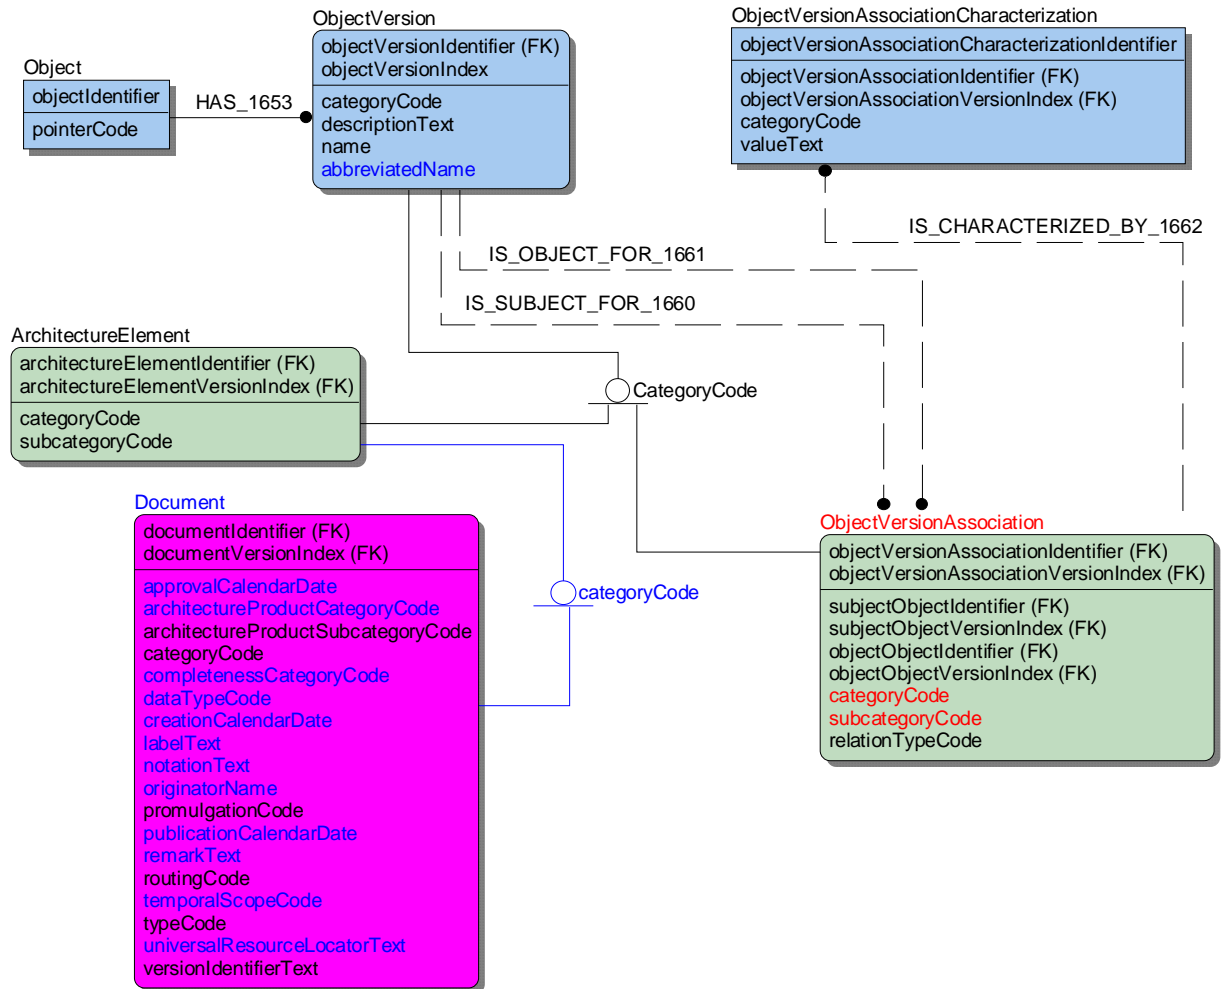 ObjectVersion
objectVersionIdentifier (FK)
objectVersionIndex
categoryCode
descriptionText
name
abbreviatedName
ObjectVersionAssociationCharacterization
objectVersionAssociationCharacterizationIdentifier
objectVersionAssociationIdentifier (FK)
objectVersionAssociationVersionIndex (FK)
categoryCode
valueText
Object
objectIdentifier
pointerCode
HAS_1653
IS_CHARACTERIZED_BY_1662
IS_OBJECT_FOR_1661
IS_SUBJECT_FOR_1660
ArchitectureElement
architectureElementIdentifier (FK)
architectureElementVersionIndex (FK)
categoryCode
subcategoryCode
CategoryCode
Document
documentIdentifier (FK)
documentVersionIndex (FK)
approvalCalendarDate
architectureProductCategoryCode
architectureProductSubcategoryCode
categoryCode
completenessCategoryCode
dataTypeCode
creationCalendarDate
labelText
notationText
originatorName
promulgationCode
publicationCalendarDate
remarkText
routingCode
temporalScopeCode
typeCode
universalResourceLocatorText
versionIdentifierText
categoryCode
ObjectVersionAssociation
objectVersionAssociationIdentifier (FK)
objectVersionAssociationVersionIndex (FK)
subjectObjectIdentifier (FK)
subjectObjectVersionIndex (FK)
objectObjectIdentifier (FK)
objectObjectVersionIndex (FK)
categoryCode
subcategoryCode
relationTypeCode